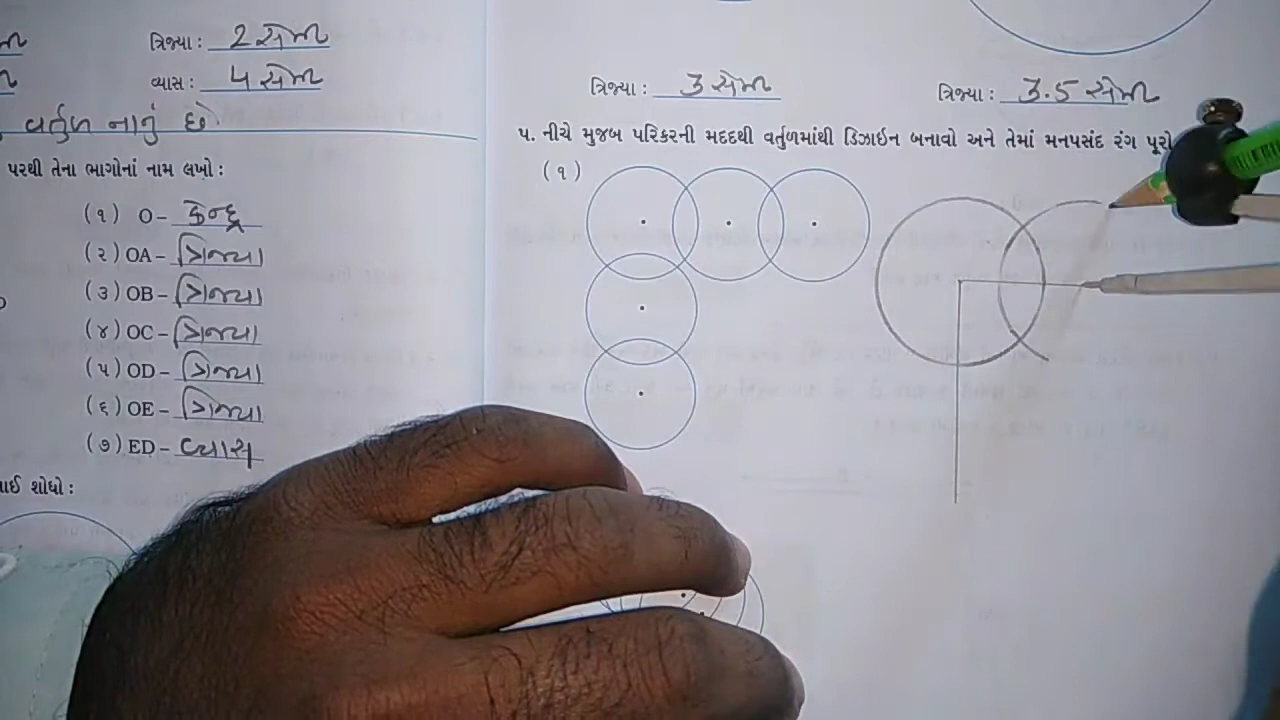 ત્રિજ્યા : 2 સેમી
વ્યાસ : 4 સેમી
વર્તુળ નાનું છે.
પરથી તેના ભાગોનાં નામ લખો :
(૧) O – કેન્દ્ર
(૨) OA – ત્રિજ્યા
(૩) OB – ત્રિજ્યા
(૪) OC – ત્રિજ્યા
(૫) OD – ત્રિજ્યા
(૬) OE – ત્રિજ્યા
(૭) ED – વ્યાસ
શોધો :
ત્રિજ્યા : 3 સેમી
ત્રિજ્યા : 3.5 સેમી
૫. નીચે મુજબ પરિકરની મદદથી વર્તુળમાંથી ડિઝાઇન બનાવો અને તેમાં મનપસંદ રંગ પૂરો
(૧)